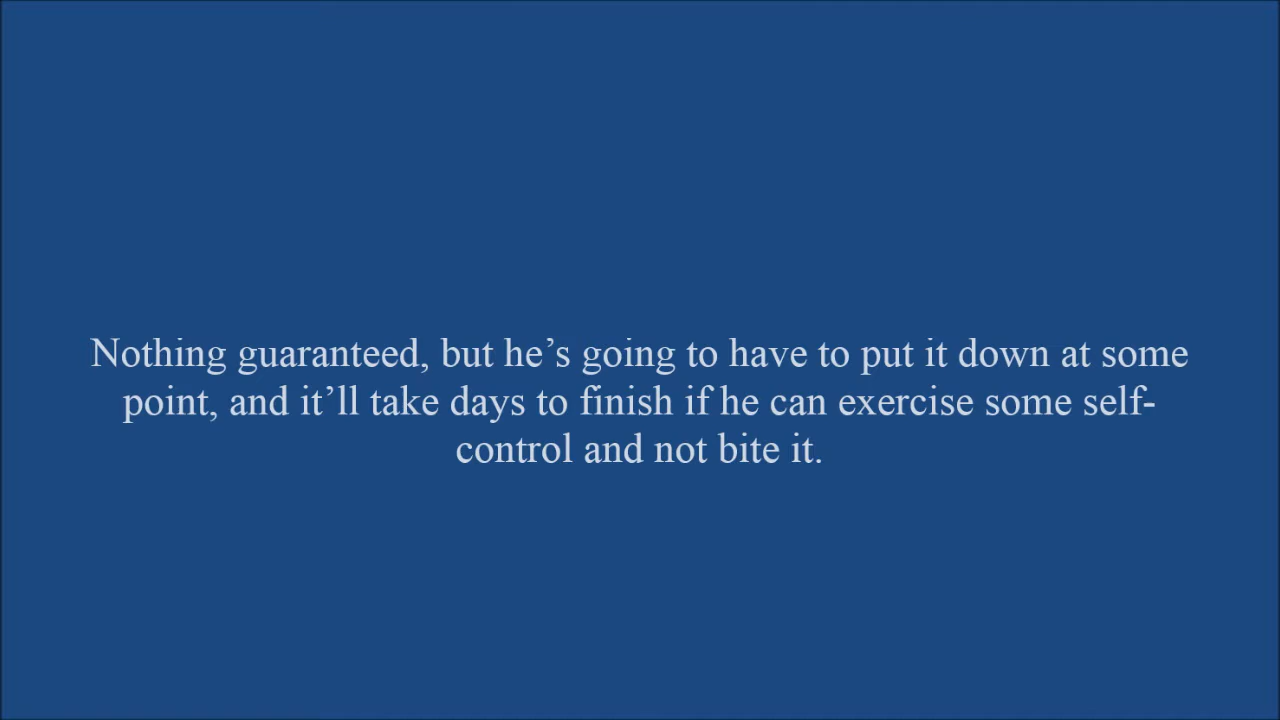 Nothing guaranteed, but he’s going to have to put it down at some
point, and it’ll take days to finish if he can exercise some self-
control and not bite it.